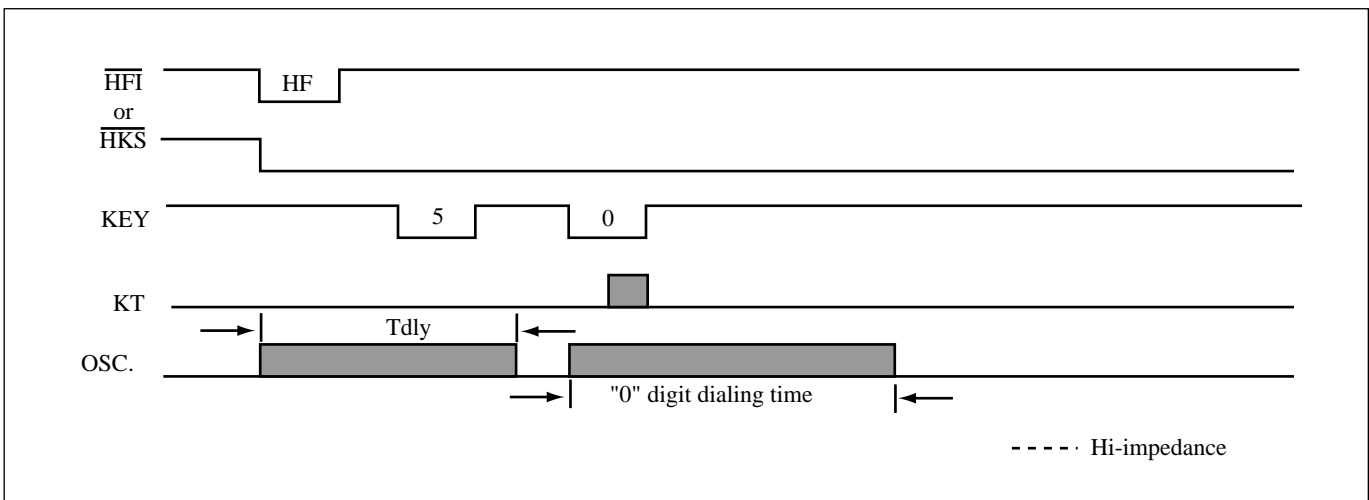 HFI
HF
or
HKS
KEY
5
0
KT
Tdly
OSC.
"0" digit dialing time
Hi-impedance